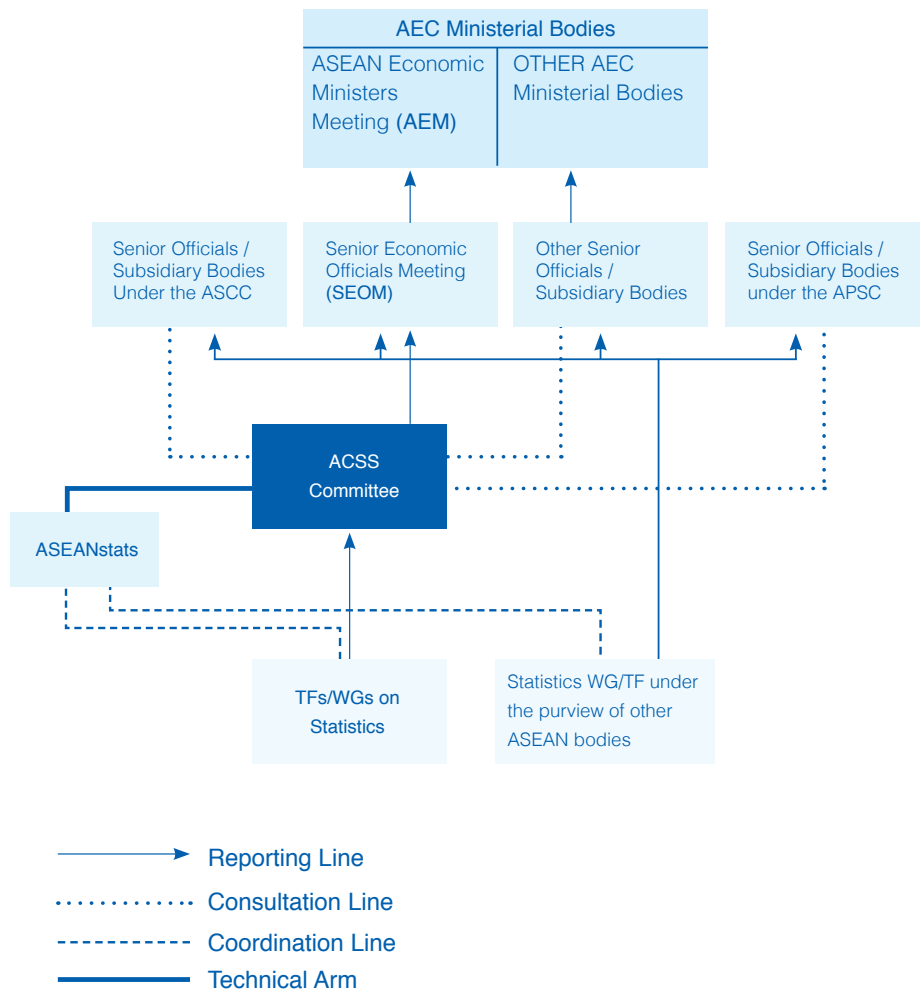 AEC Ministerial Bodies
ASEAN Economic
Ministers
Meeting (AEM)
OTHER AEC
Ministerial Bodies
Senior Officials /
Subsidiary Bodies
Under the ASCC
Senior Economic
Officials Meeting
(SEOM)
Other Senior
Officials /
Subsidiary Bodies
Senior Officials /
Subsidiary Bodies
under the APSC
ACSS
Committee
ASEANstats
TFs/WGs on
Statistics
Statistics WG/TF under
the purview of other
ASEAN bodies
Reporting Line
Consultation Line
Coordination Line
Technical Arm